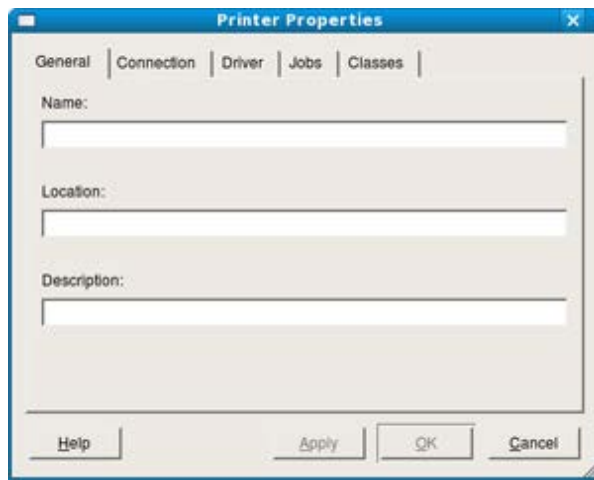 Printer Properties
General Connection Driver Jobs Classes
Name:
Location:
Description:
Help Apply OK Cancel